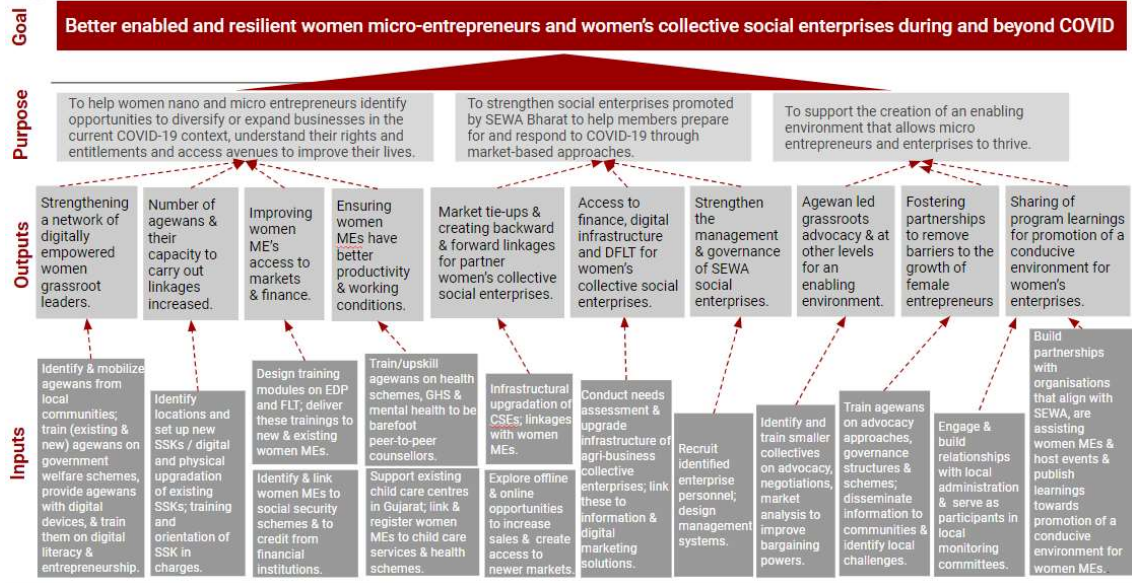 Goal
Better enabled and resilient women micro-entrepreneurs and women's collective social enterprises during and beyond COVID
Purpose
To help women nano and micro entrepreneurs identify
opportunities to diversify or expand businesses in the
current COVID-19 context, understand their rights and
entitlements and access avenues to improve their lives.
To strengthen social enterprises promoted
by SEWA Bharat to help members prepare
for and respond to COVID-19 through
market-based approaches.
To support the creation of an enabling
environment that allows micro
entrepreneurs and enterprises to thrive.
Outputs
Strengthening
a network of
digitally
empowered
women
grassroot
leaders.
Number of
agewans &
their
capacity to
carry out
linkages
increased.
Improving
women
ME's
access to
markets
& finance.
Ensuring
women
MEs have
better
productivity
& working
conditions.
Market tie-ups &
creating backward
& forward linkages
for partner
women's collective
social enterprises.
Access to
finance, digital
infrastructure
and DFLT for
women's
collective social
enterprises.
Strengthen
the
management
& governance
of SEWA
social
enterprises.
Agewan led
grassroots
advocacy & at
other levels
for an
enabling
environment.
Fostering
partnerships
to remove
barriers to the
growth of
female
entrepreneurs
Sharing of
program learnings
for promotion of a
conducive
environment for
women's
enterprises.
Inputs
Identify & mobilize
agewans from
local communities;
train (existing &
new) agewans on
government
welfare schemes,
provide agewans
with digital
devices, & train
them on digital
literacy &
entrepreneurship.
Identify
locations and
set up new
SSKs / digital
and physical
upgradation
of existing
SSKs; training
and
orientation of
SSK in
charges.
Design training
modules on EDP
and FLT; deliver
these trainings to
new & existing
women MEs.
Identify & link
women MEs to
social security
schemes & to
credit from
financial
institutions.
Train/upskill
agewans on health
schemes, GHS &
mental health to be
barefoot
peer-to-peer
counsellors.
Support existing
child care centres
in Gujarat; link &
register women
MEs to child care
services & health
schemes.
Infrastructural
upgradation of
CSEs; linkages
with women
MEs.
Explore offline
& online
opportunities
to increase
sales & create
access to
newer markets.
Conduct needs
assessment &
upgrade
infrastructure of
agri-business
collective
enterprises; link
these to
information &
digital
marketing
solutions.
Recruit
identified
enterprise
personnel;
design
management
systems.
Identify and
train smaller
collectives on
advocacy,
negotiations,
market
analysis to
improve
bargaining
powers.
Train agewans
on advocacy
approaches,
governance
structures &
schemes;
disseminate
information to
communities &
identify local
challenges.
Engage &
build
relationships
with local
administration
& serve as
participants in
local
monitoring
committees.
Build
partnerships
with
organisations
that align with
SEWA, are
assisting
women MEs &
host events &
publish
learnings
towards
promotion of a
conducive
environment for
women MEs.